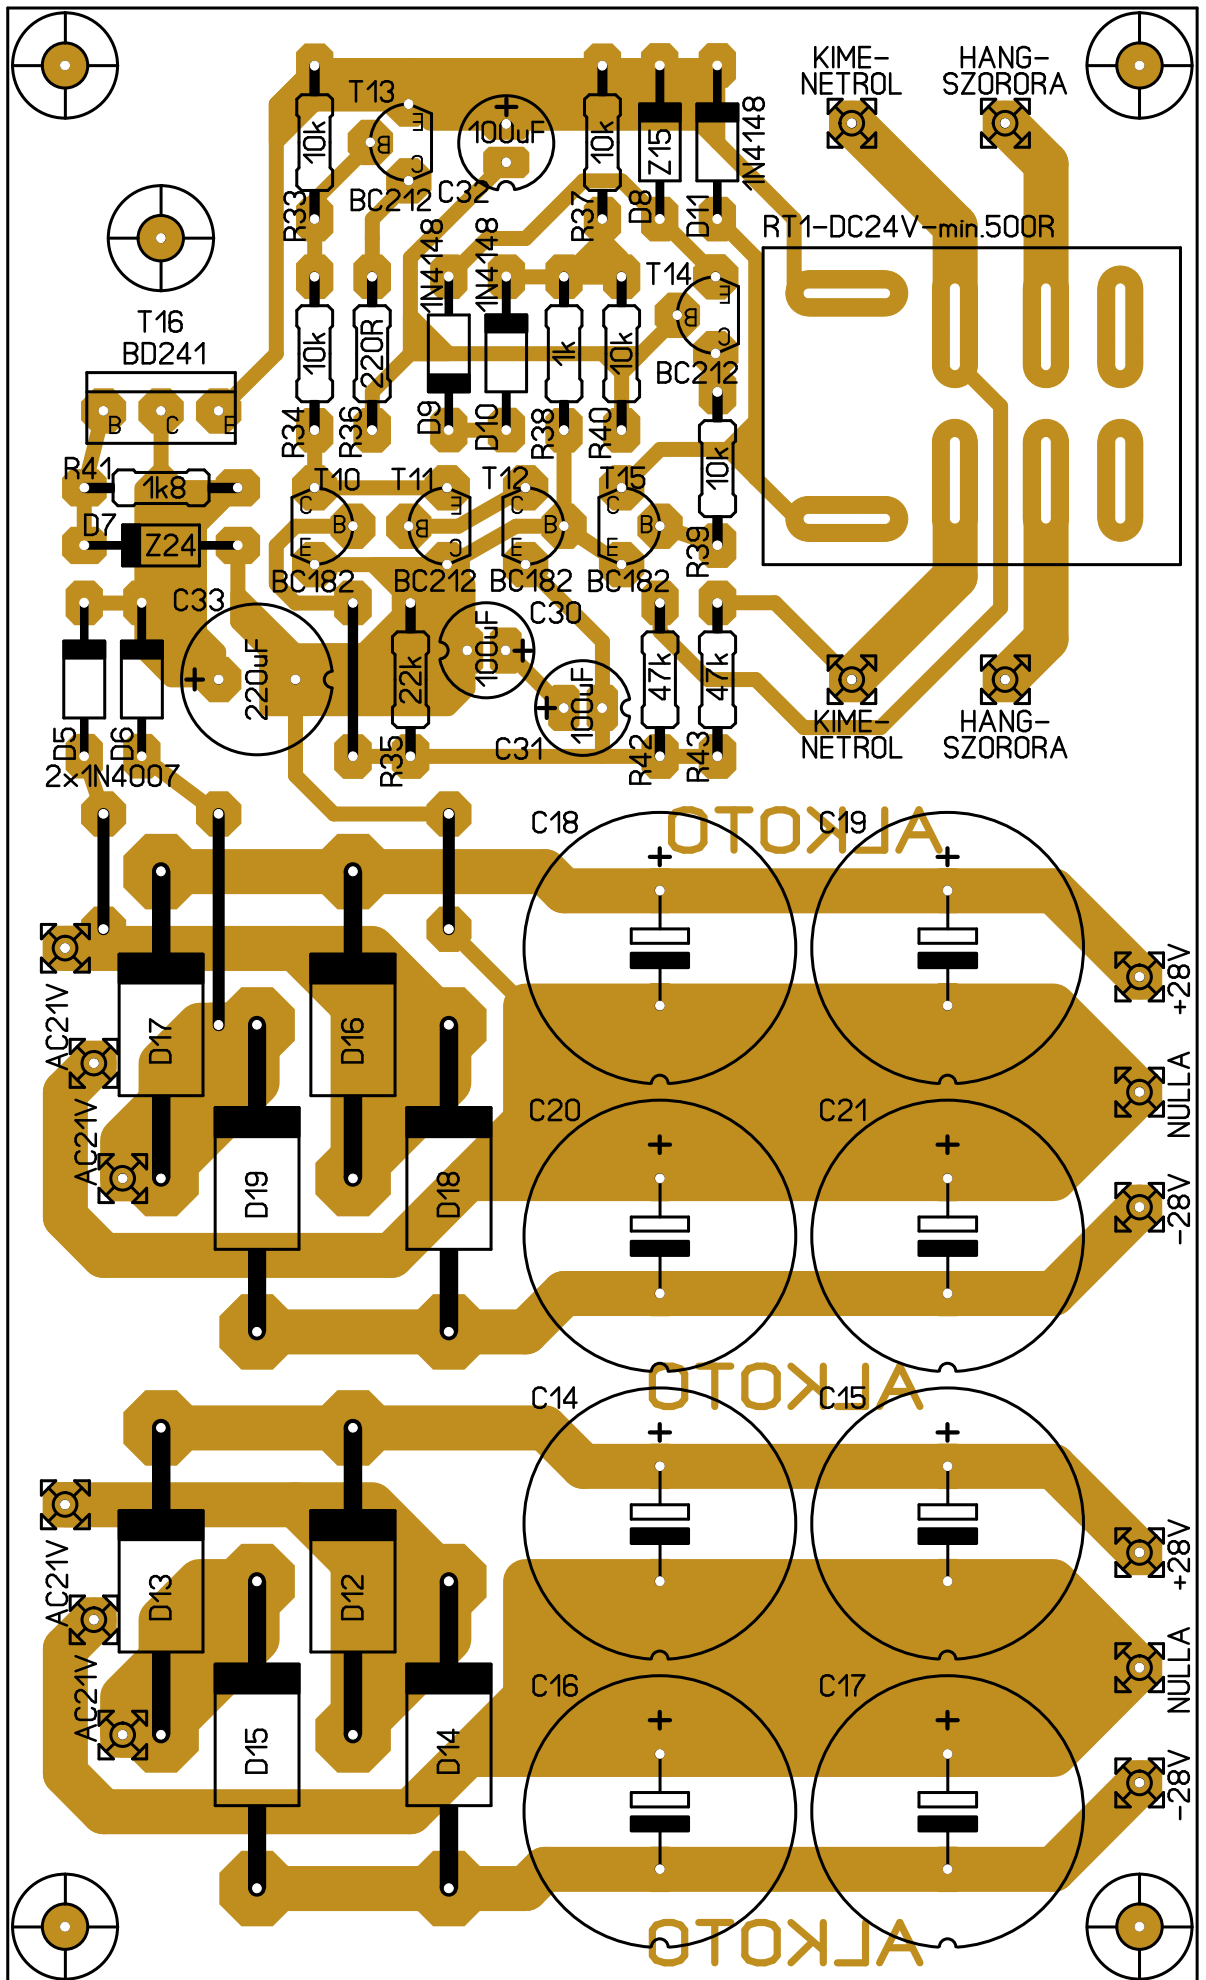 KIME-
NETROL
HANG-
SZORORA
T13
E
B
C
BC212
100uF
C32
10k
R33
10k
R37
Z15
D8
1N4148
D11
RT1-DC24V-min.500R
T14
E
B
C
BC212
1N4148
D9
1N4148
D10
T16
BD241
B
C
E
10k
R34
220R
R36
1k
R38
10k
R40
10k
R39
R41
1k8
D7
Z24
T10
C
B
E
BC182
T11
E
B
C
BC212
T12
C
B
E
BC182
T15
C
B
E
BC182
C33
220uF
C30
100uF
C31
100uF
22k
R35
47k
R42
47k
R43
D5
D6
2x1N4007
KIME-
NETROL
HANG-
SZORORA
ALKOTO
C18
C19
AC21V
AC21V
D17
D16
D19
D18
+28V
NULLA
-28V
C20
C21
ALKOTO
C14
C15
AC21V
AC21V
D13
D12
D15
D14
+28V
NULLA
-28V
C16
C17
ALKOTO